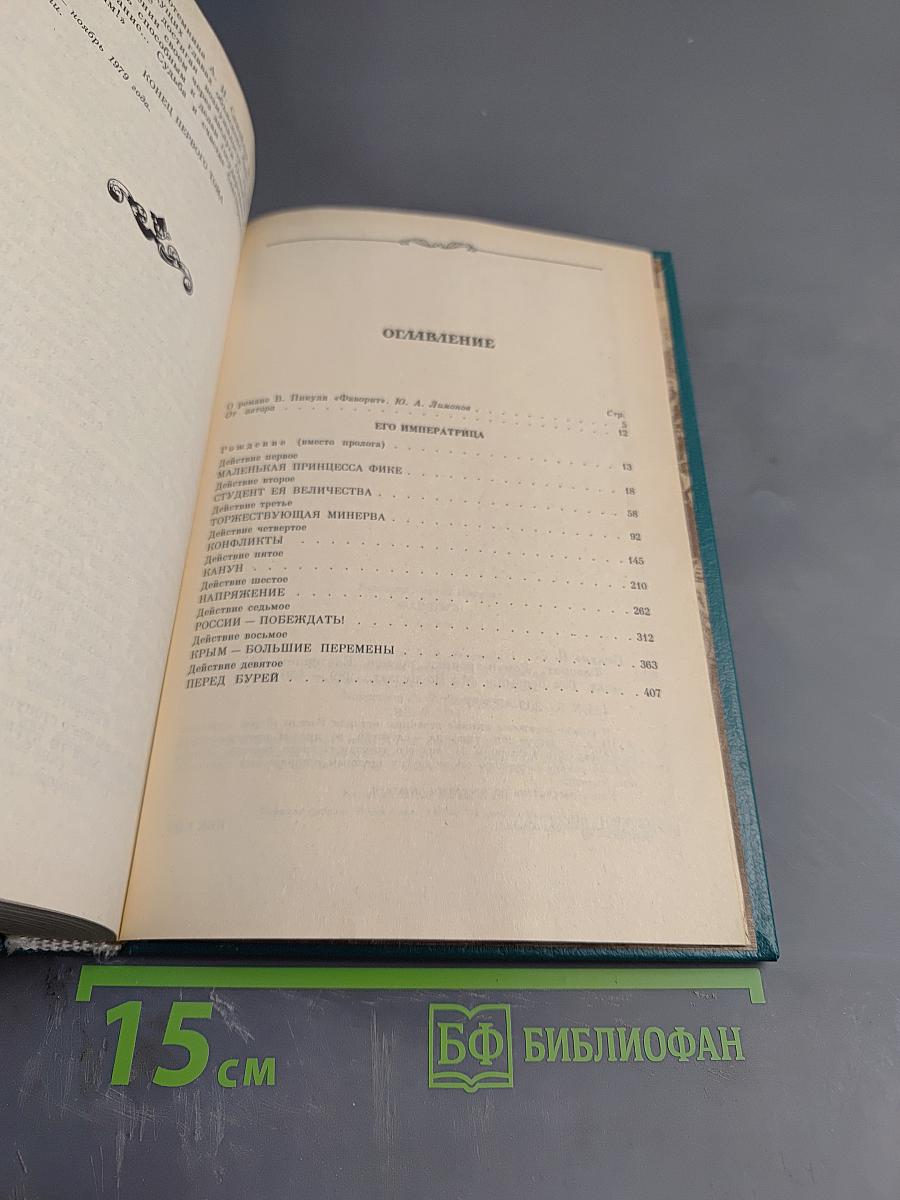 КОНЕЦ ПЕРВОГО ТОМА
ноябрь 1979 года.
ОГЛАВЛЕНИЕ
Стр.
О романе В. Пикуля «Фаворит». Ю. А. Лимонов 5
От автора 12
ЕГО ИМПЕРАТРИЦА
Рождение (вместо пролога) 13
Действие первое
МАЛЕНЬКАЯ ПРИНЦЕССА ФИКЕ 18
Действие второе
СТУДЕНТ ЕЯ ВЕЛИЧЕСТВА 58
Действие третье
ТОРЖЕСТВУЮЩАЯ МИНЕРВА 92
Действие четвертое
КОНФЛИКТЫ 145
Действие пятое
КАНУН 210
Действие шестое
НАПРЯЖЕНИЕ 262
Действие седьмое
РОССИИ — ПОБЕЖДАТЬ! 312
Действие восьмое
КРЫМ — БОЛЬШИЕ ПЕРЕМЕНЫ 363
Действие девятое
ПЕРЕД БУРЕЙ 407
15 см
БФ БИБЛИОФАН